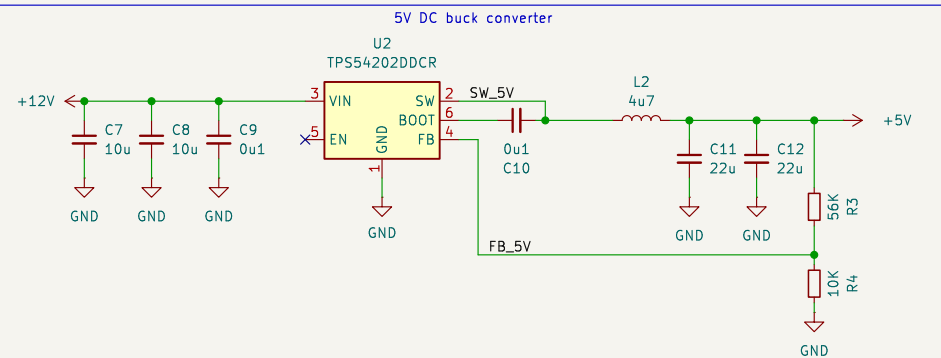 5V DC buck converter
U2
TPS54202DDCR
+12V
3
VIN
5
EN
GND
1
SW
2
BOOT
6
FB
4
SW_5V
0u1
C10
L2
4u7
+5V
C7
10u
C8
10u
C9
0u1
GND
GND
GND
GND
C11
22u
C12
22u
GND
GND
56K
R3
FB_5V
10K
R4
GND